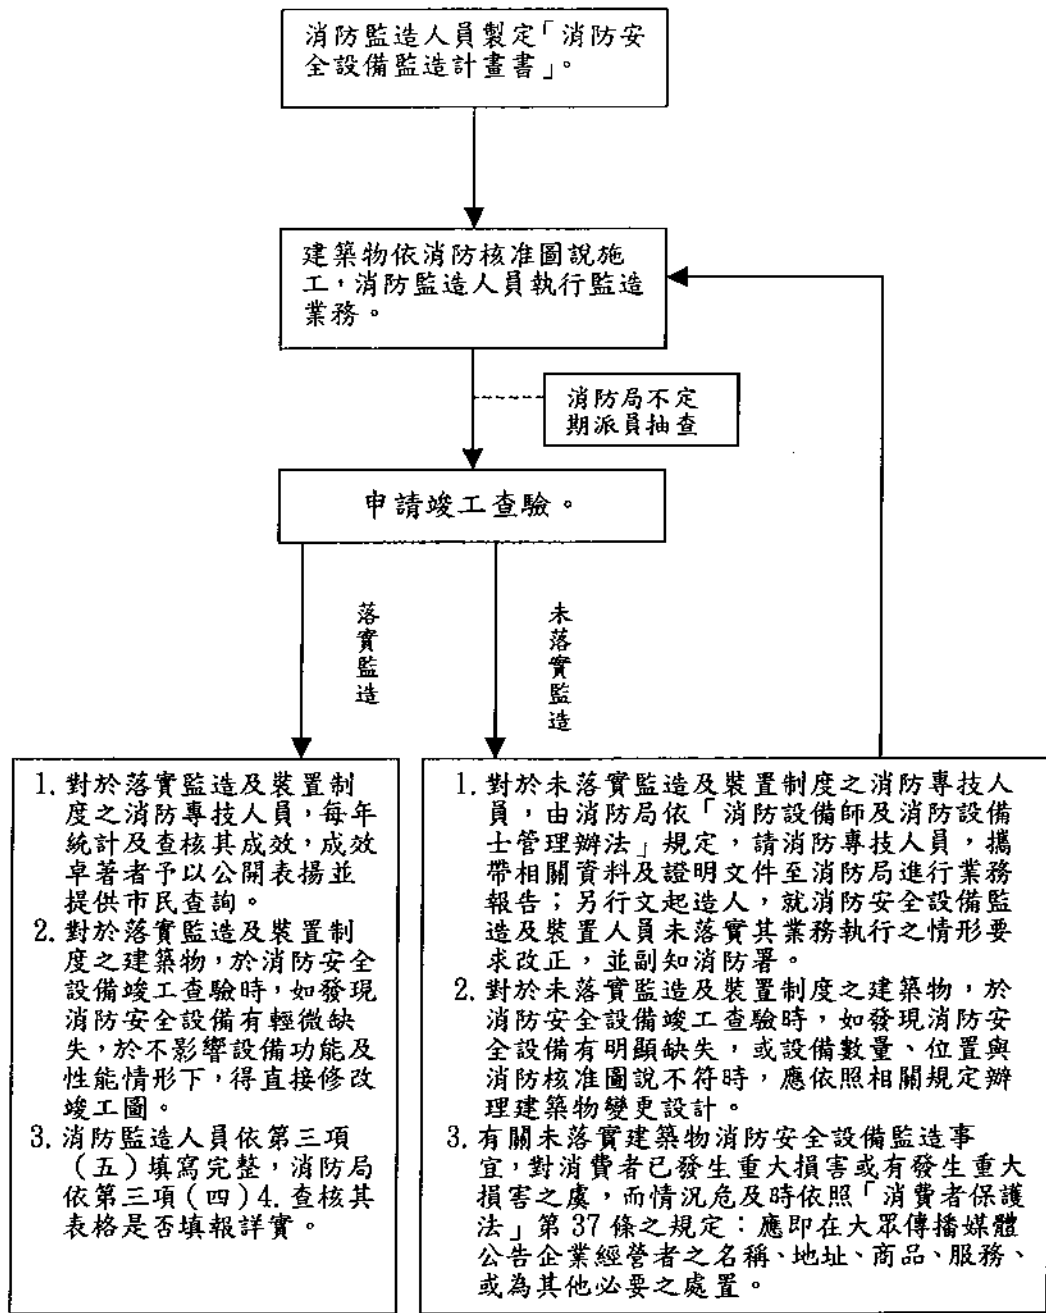 消防監造人員製定「消防安
全設備監造計畫書」。
建築物依消防核准圖說施
工，消防監造人員執行監造
業務。
消防局不定
期派員抽查
申請竣工查驗。
落實監造
未落實監造
1. 對於落實監造及裝置制
度之消防專技人員，每年
統計及查核其成效，成效
卓著者予以公開表揚並
提供市民查詢。
2. 對於落實監造及裝置制
度之建築物，於消防安全
設備竣工查驗時，如發現
消防安全設備有輕微缺
失，於不影響設備功能及
性能情形下，得直接修改
竣工圖。
3. 消防監造人員依第三項
（五）填寫完整，消防局
依第三項(四)4.查核其
表格是否填報詳實。
1. 對於未落實監造及裝置制度之消防專技人
員，由消防局依「消防設備師及消防設備
士管理辦法」規定，請消防專技人員，攜
帶相關資料及證明文件至消防局進行業務
報告；另行文起造人，就消防安全設備監
造及裝置人員未落實其業務執行之情形要
求改正，並副知消防署。
2. 對於未落實監造及裝置制度之建築物，於
消防安全設備竣工查驗時，如發現消防安
全設備有明顯缺失，或設備數量、位置與
消防核准圖說不符時，應依照相關規定辦
理建築物變更設計。
3. 有關未落實建築物消防安全設備監造事
宜，對消費者已發生重大損害或有發生重大
損害之虞，而情況危及時依照「消費者保護
法」第 37 條之規定：應即在大眾傳播媒體
公告企業經營者之名稱、地址、商品、服務、
或為其他必要之處置。